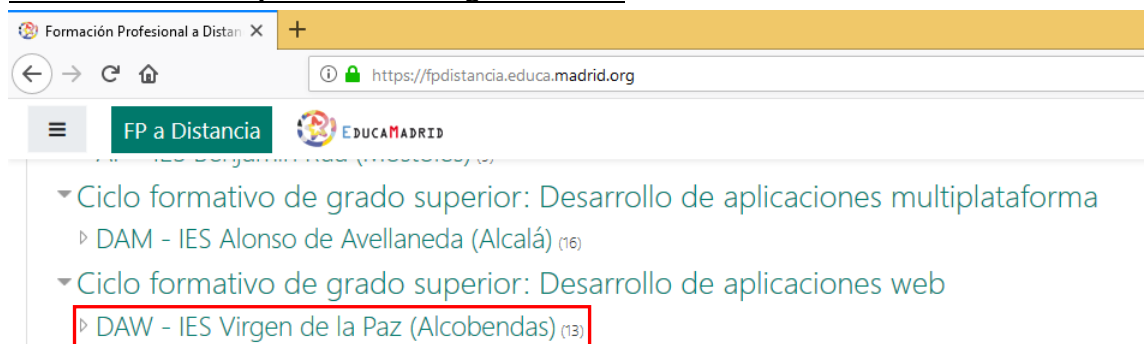 Formación Profesional a Distan
https://fpdistancia.educa.madrid.org
FP a Distancia EDUCAMADRID
Ciclo formativo de grado superior: Desarrollo de aplicaciones multiplataforma
DAM - IES Alonso de Avellaneda (Alcalá) (16)
Ciclo formativo de grado superior: Desarrollo de aplicaciones web
DAW - IES Virgen de la Paz (Alcobendas) (13)